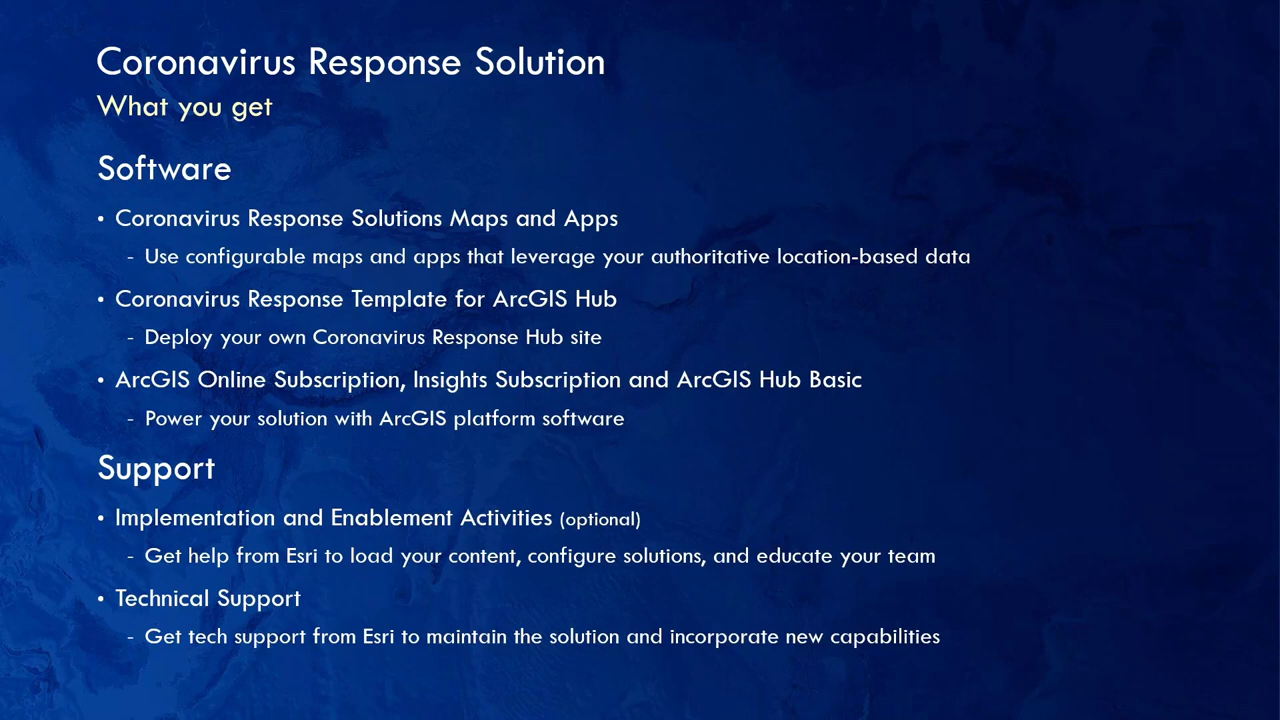 Coronavirus Response Solution
What you get
Software
• Coronavirus Response Solutions Maps and Apps
- Use configurable maps and apps that leverage your authoritative location-based data
• Coronavirus Response Template for ArcGIS Hub
- Deploy your own Coronavirus Response Hub site
• ArcGIS Online Subscription, Insights Subscription and ArcGIS Hub Basic
- Power your solution with ArcGIS platform software
Support
• Implementation and Enablement Activities (optional)
- Get help from Esri to load your content, configure solutions, and educate your team
• Technical Support
- Get tech support from Esri to maintain the solution and incorporate new capabilities